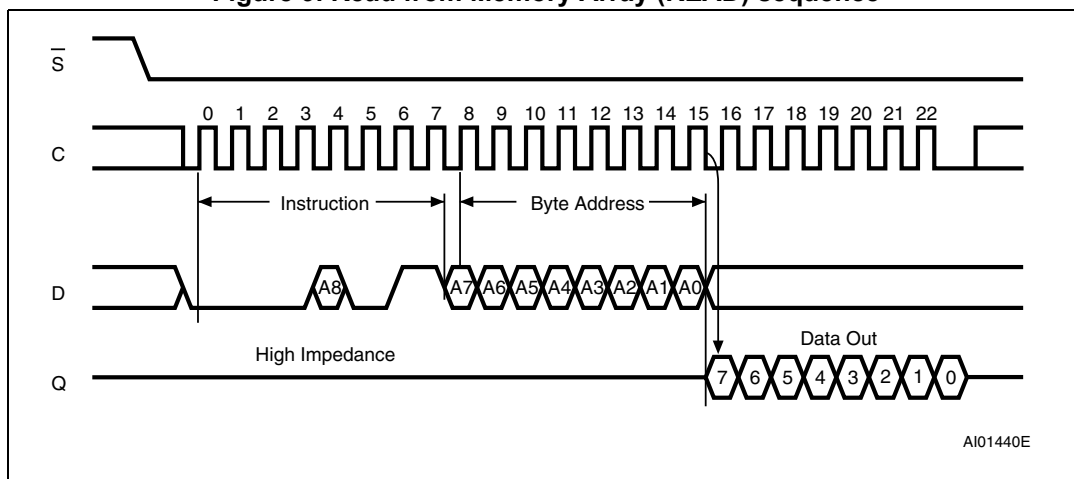 Figure 9. Read from Memory Array (READ) sequence
S
0 1 2 3 4 5 6 7 8 9 10 11 12 13 14 15 16 17 18 19 20 21 22
C
Instruction
Byte Address
D
A8
A7 A6 A5 A4 A3 A2 A1 A0
High Impedance
Data Out
Q
7 6 5 4 3 2 1 0
AI01440E